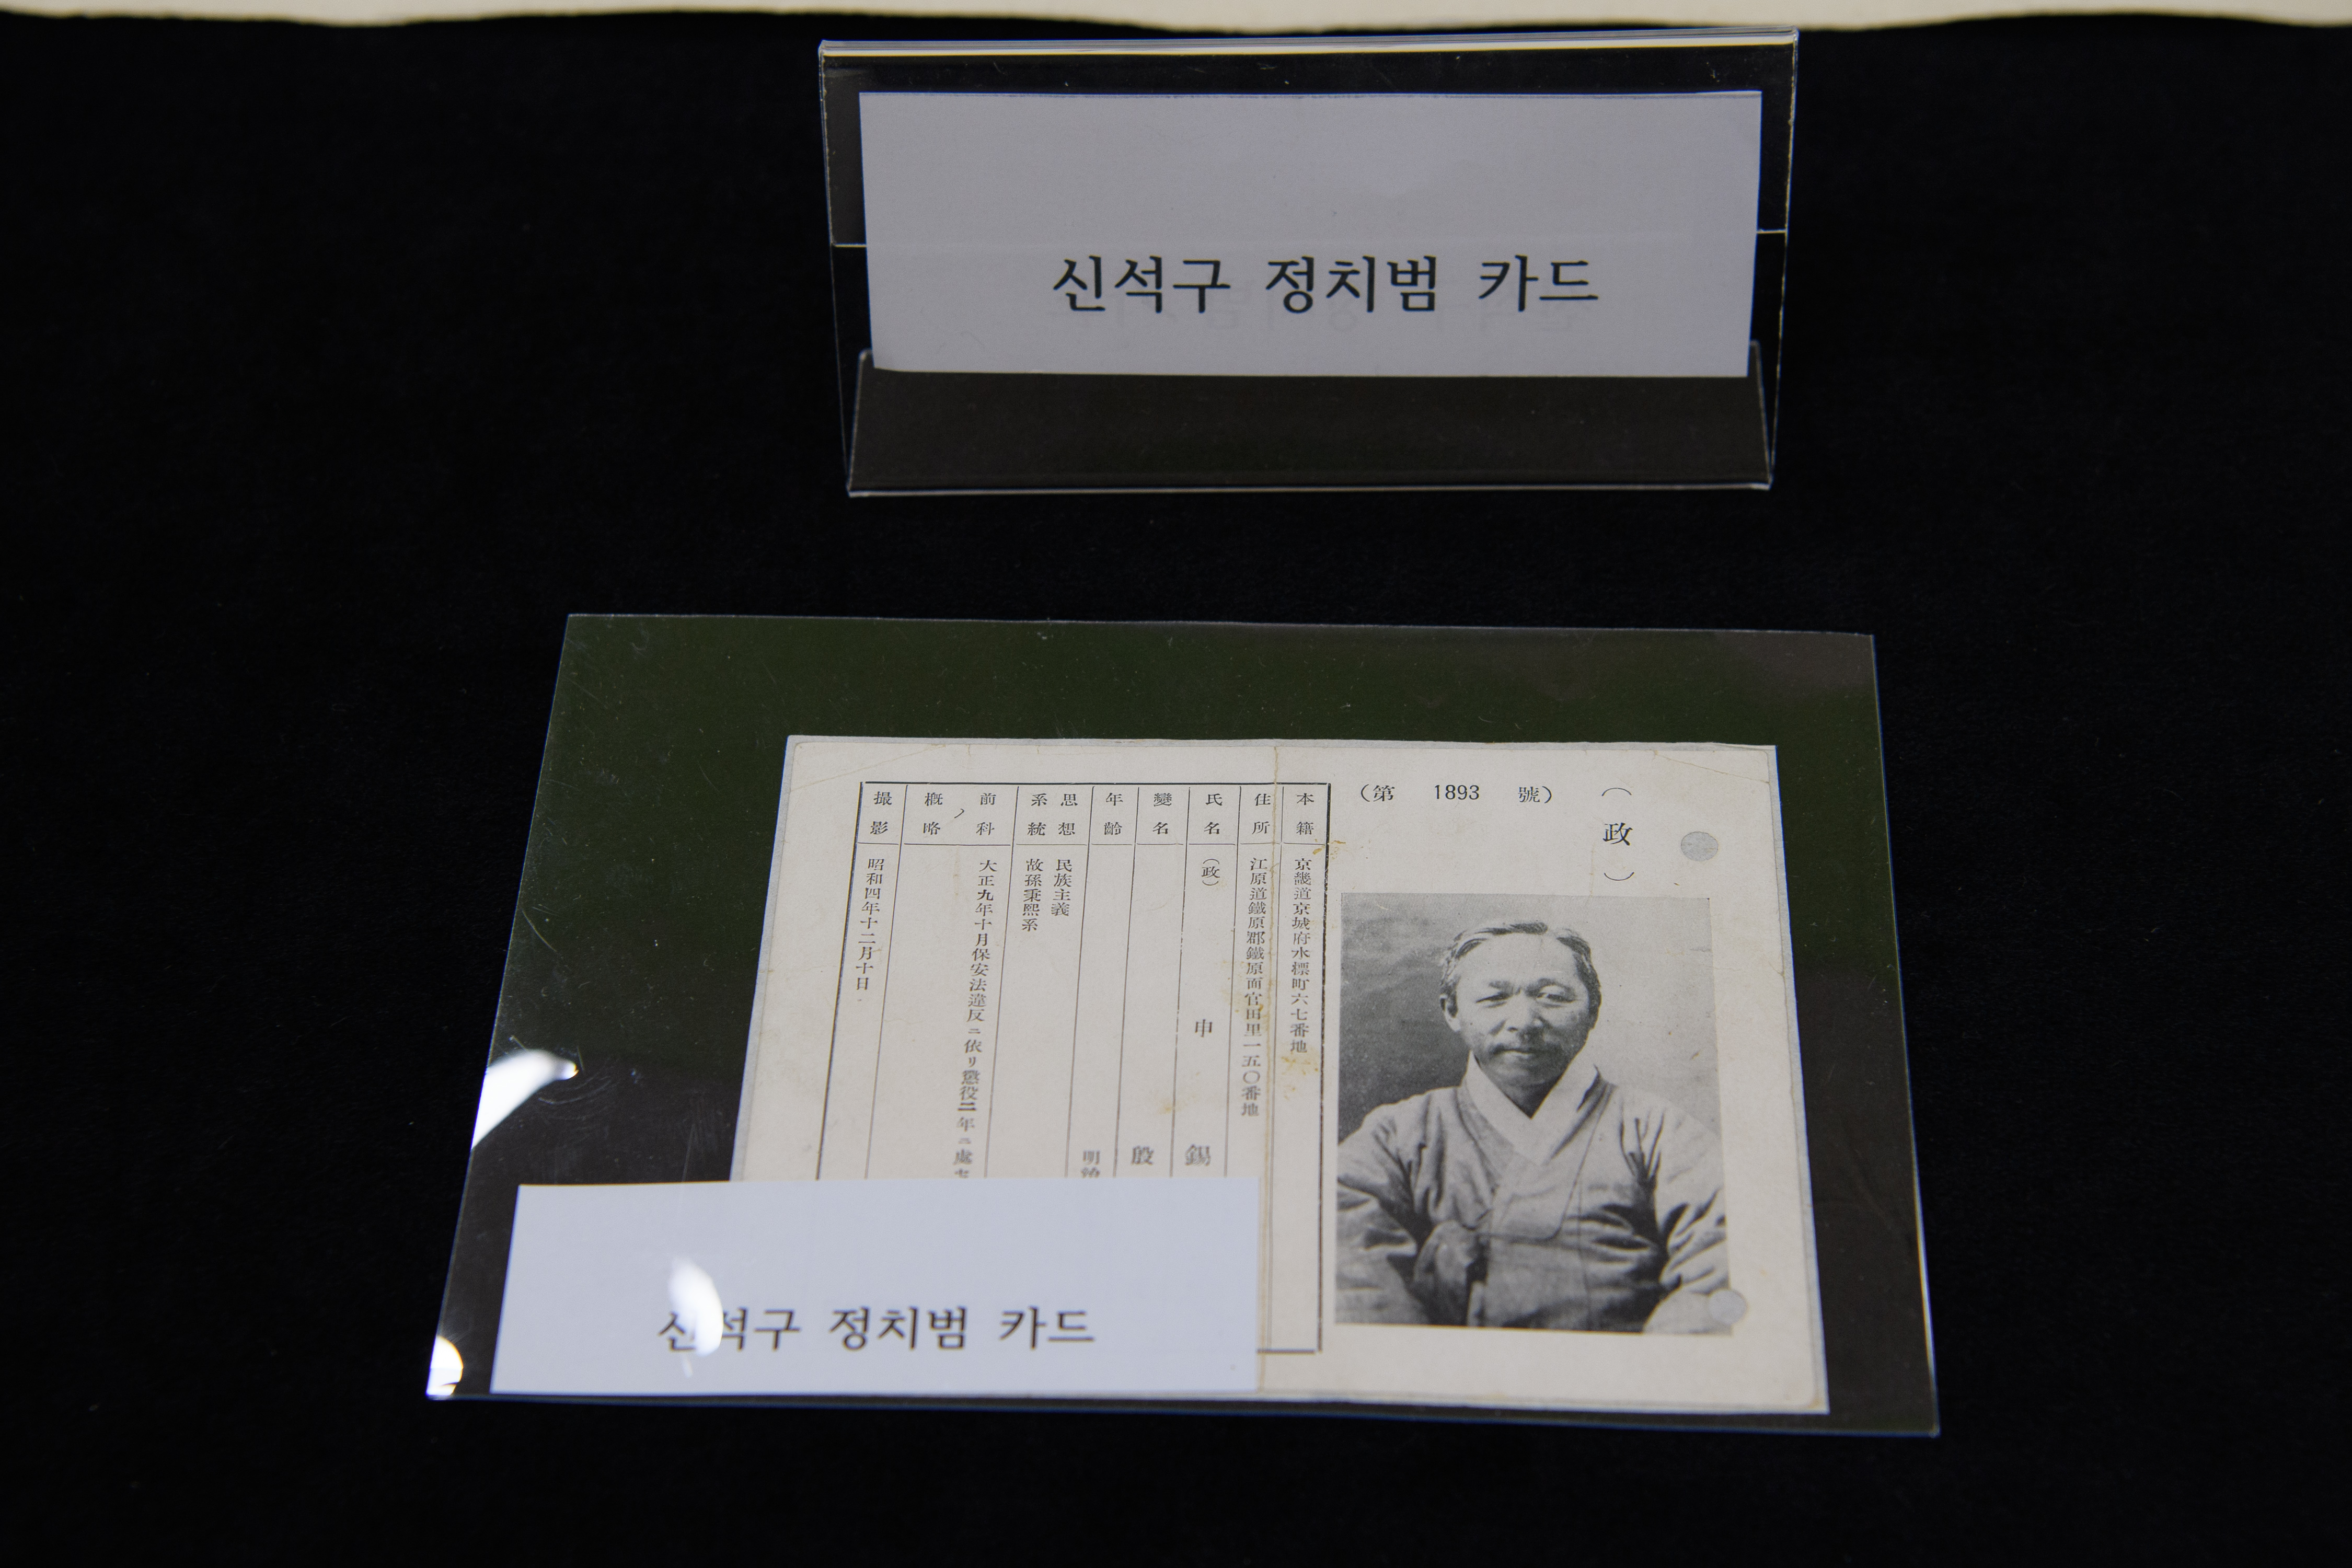 신석구 정치범 카드
(政)
(第 1893 號)
本籍 京畿道京城府水標町六七番地
住所 江原道鐵原郡鐵原面官田里一五〇番地
氏名 (政) 申 錫
變名 殷
年齡 明治
思想系統 民族主義
故孫秉熙系
前科ノ概略 大正九年十月保安法違反ニ依リ懲役二年ニ處
撮影 昭和四年十二月十日
신석구 정치범 카드